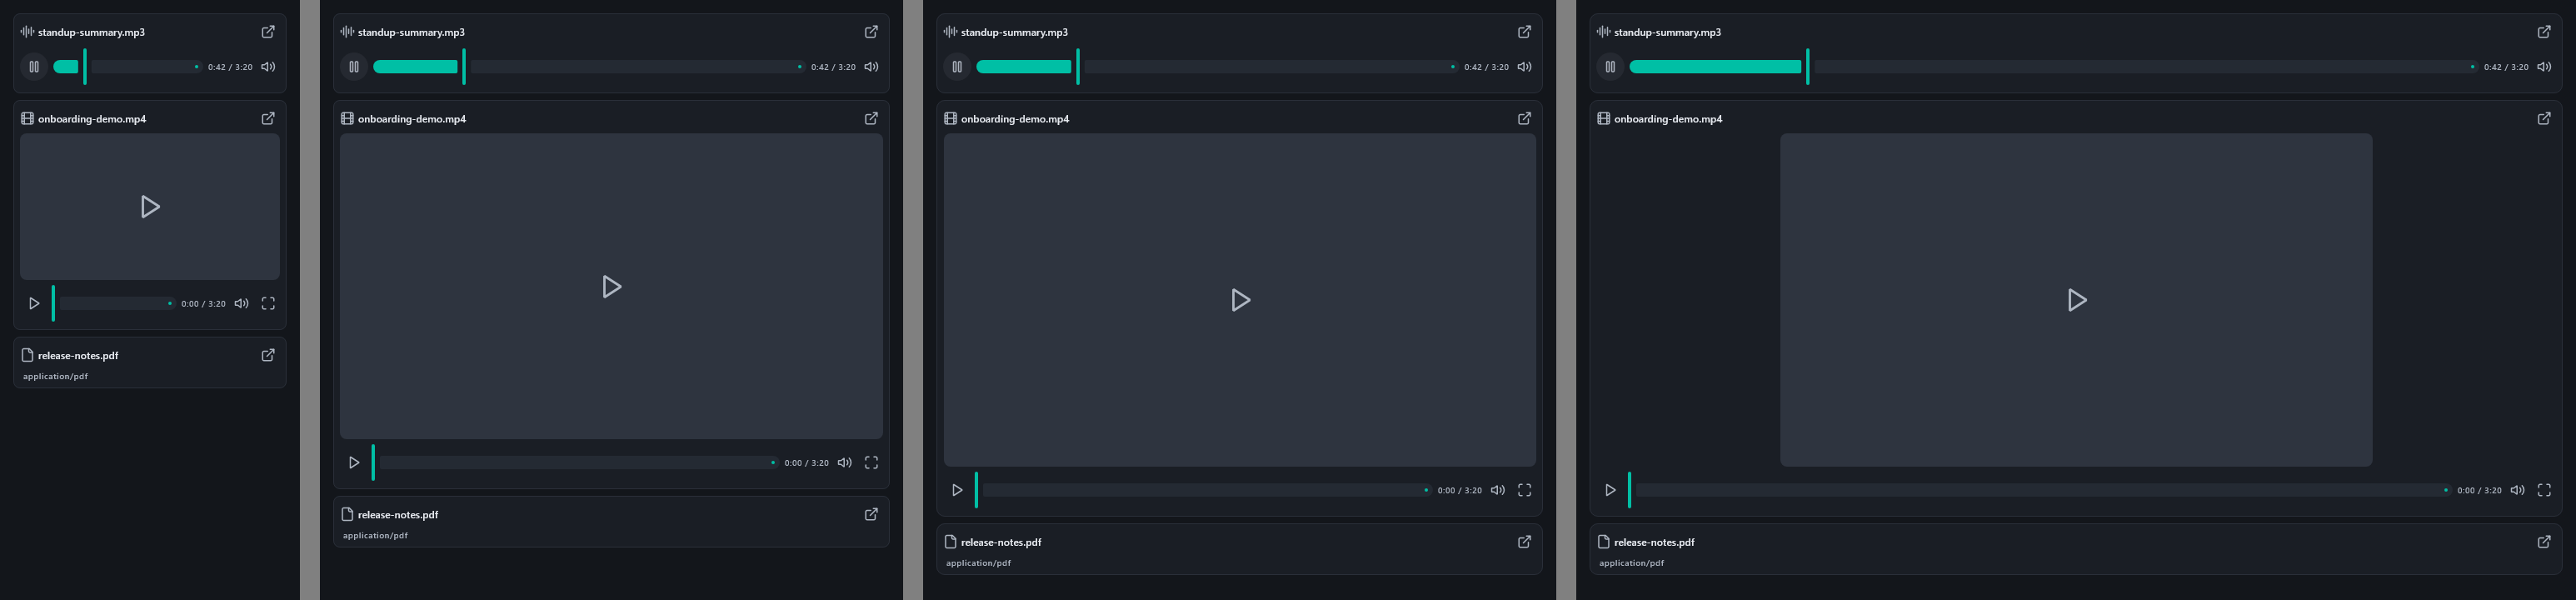 standup-summary.mp3
0:42 / 3:20
onboarding-demo.mp4
0:00 / 3:20
release-notes.pdf
application/pdf
standup-summary.mp3
0:42 / 3:20
onboarding-demo.mp4
0:00 / 3:20
release-notes.pdf
application/pdf
standup-summary.mp3
0:42 / 3:20
onboarding-demo.mp4
0:00 / 3:20
release-notes.pdf
application/pdf
standup-summary.mp3
0:42 / 3:20
onboarding-demo.mp4
0:00 / 3:20
release-notes.pdf
application/pdf